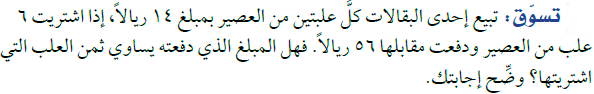 تسوّق: تبيع إحدى البقالات كلَّ علبتين من العصير بمبلغ ١٤ ريالاً، إذا اشتريت ٦
علب من العصير ودفعت مقابلها ٥٦ ريالاً. فهل المبلغ الذي دفعته يساوي ثمن العلب التي
اشتريتها؟ وضِّح إجابتك.